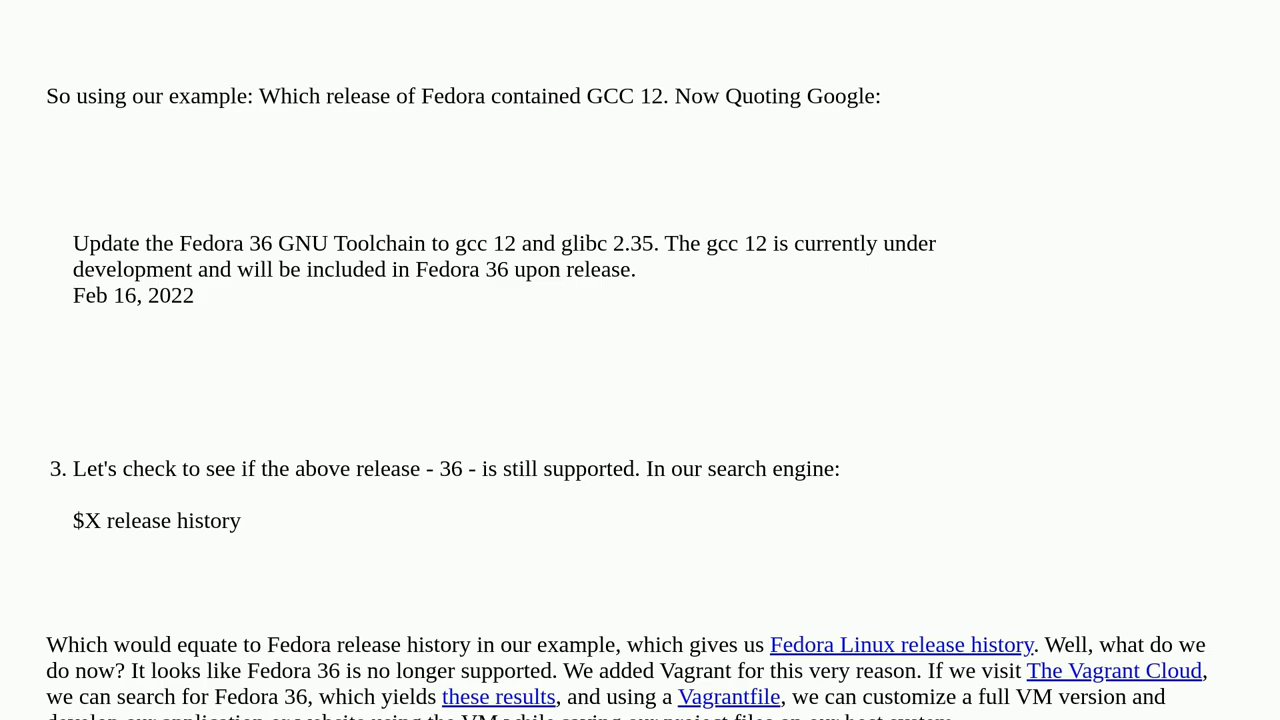 So using our example: Which release of Fedora contained GCC 12. Now Quoting Google:
Update the Fedora 36 GNU Toolchain to gcc 12 and glibc 2.35. The gcc 12 is currently under
development and will be included in Fedora 36 upon release.
Feb 16, 2022
3. Let's check to see if the above release - 36 - is still supported. In our search engine:
$X release history
Which would equate to Fedora release history in our example, which gives us Fedora Linux release history. Well, what do we
do now? It looks like Fedora 36 is no longer supported. We added Vagrant for this very reason. If we visit The Vagrant Cloud,
we can search for Fedora 36, which yields these results, and using a Vagrantfile, we can customize a full VM version and